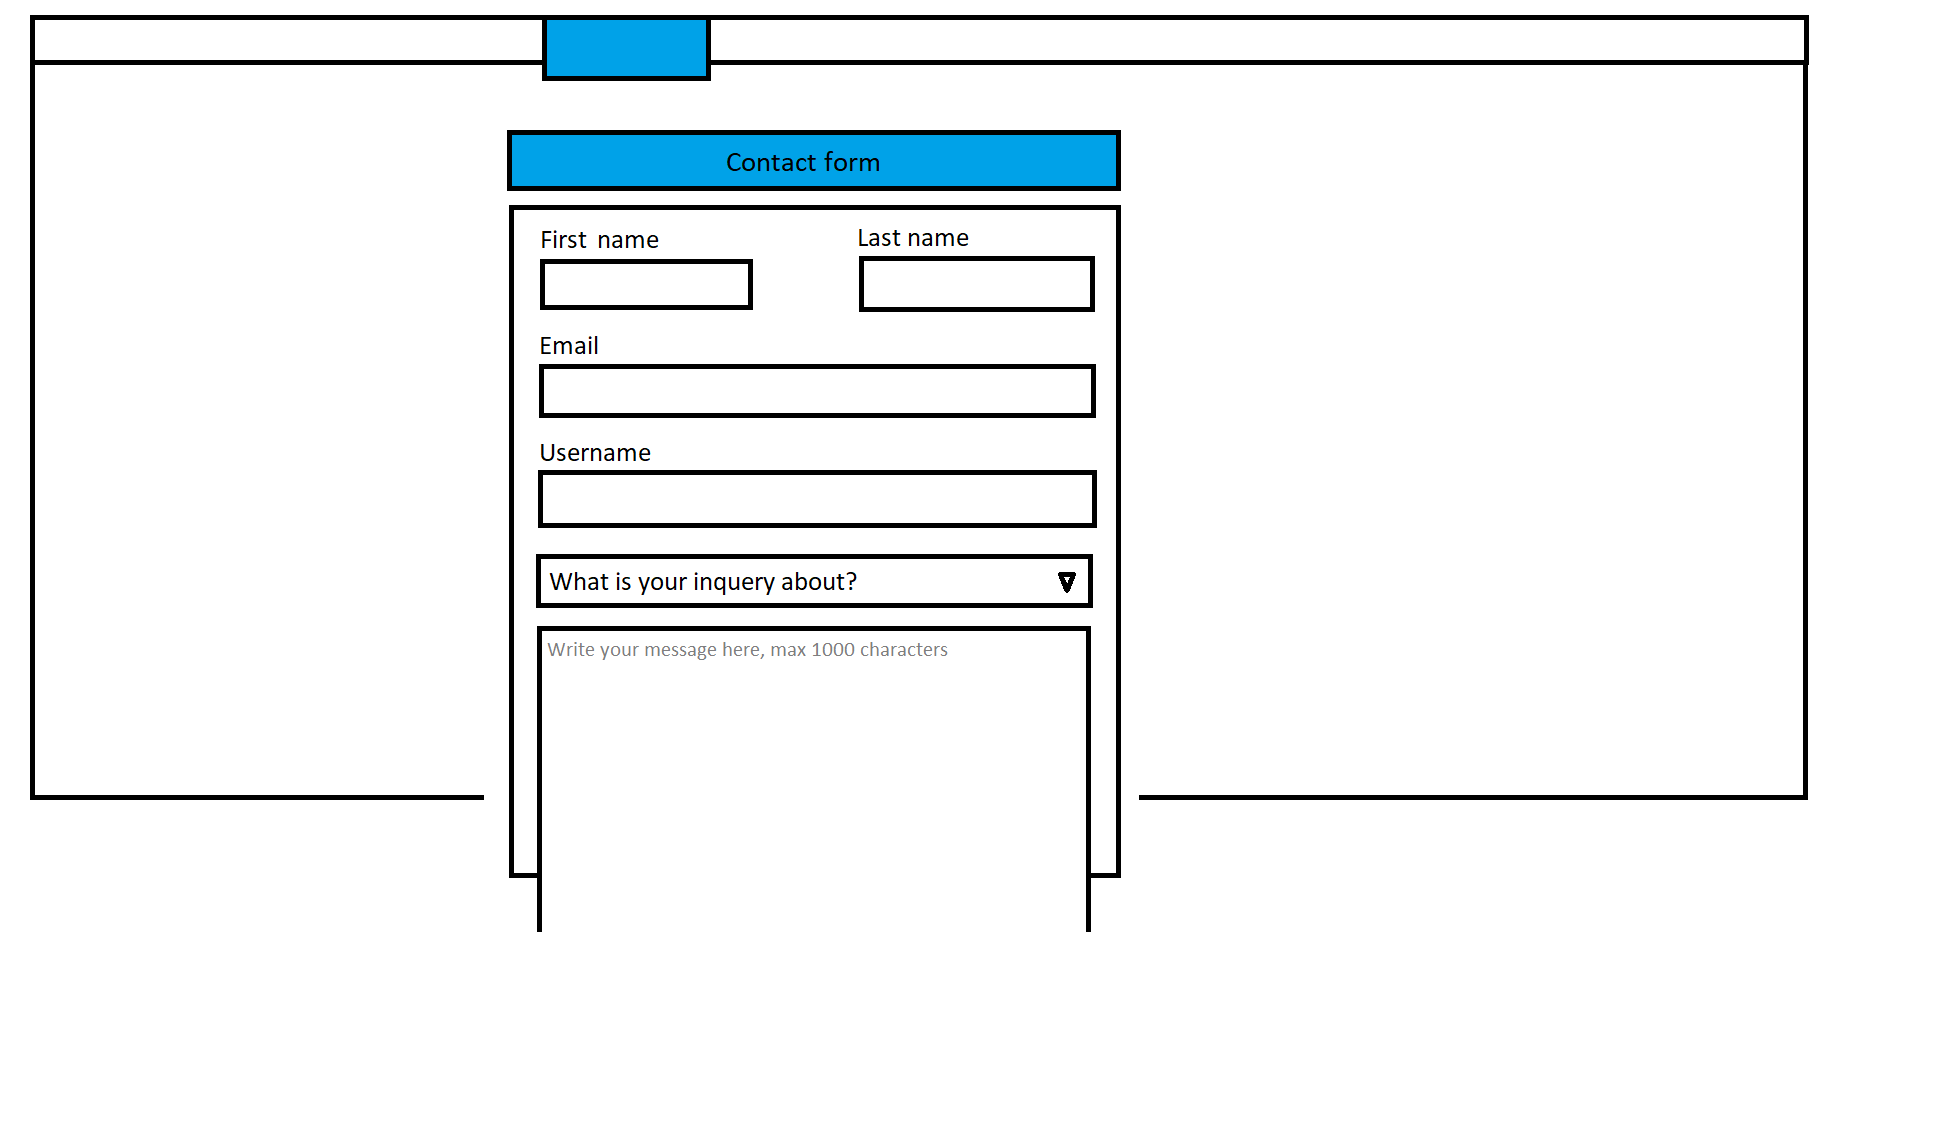 Contact form
First name
Last name
Email
Username
What is your inquery about?
Write your message here, max 1000 characters